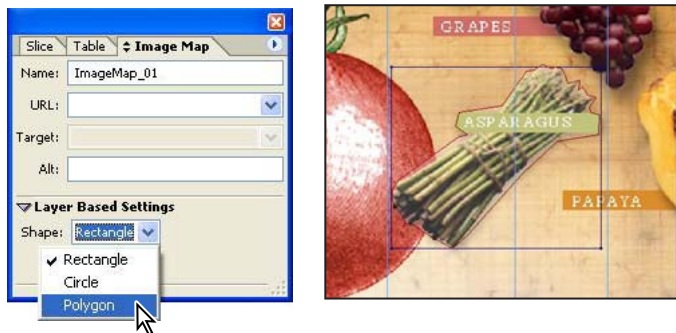 Slice Table Image Map
Name: ImageMap_01
URL:
Target:
Alt:
Layer Based Settings
Shape: Rectangle
Rectangle
Circle
Polygon
GRAPES
ASPARAGUS
PAPAYA